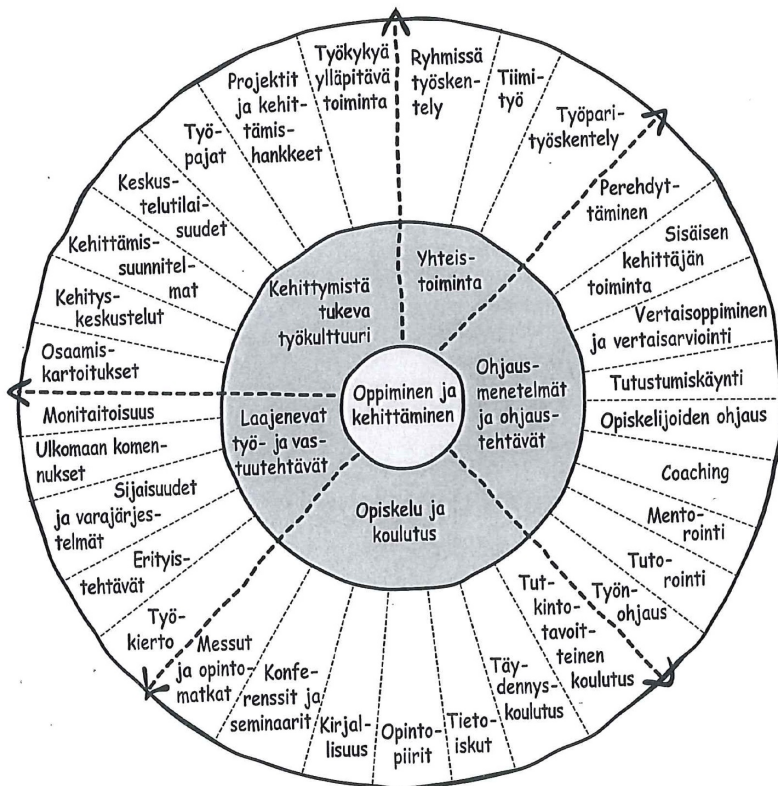 Työkykyä
ylläpitävä
toiminta
Ryhmissä
työsken-
tely
Tiimi-
työ
Työpari-
työskentely
Perehdyt-
täminen
Sisäisen
kehittäjän
toiminta
Vertaisoppiminen
ja vertaisarviointi
Tutustumiskäynti
Opiskelijoiden ohjaus
Coaching
Mento-
rointi
Tuto-
rointi
Työn-
ohjaus
Tut-
kinto-
tavoit-
teinen
koulutus
Täy-
dennys-
koulutus
Tieto-
iskut
Opinto-
piirit
Kirjal-
lisuus
Konfe-
renssit ja
seminaarit
Messut
ja opinto-
matkat
Työ-
kierto
Erityis-
tehtävät
Sijaisuudet
ja varajärjes-
telmät
Ulkomaan komen-
nukset
Monitaitoisuus
Osaamis-
kartoitukset
Kehitys-
keskustelut
Kehittämis-
suunnitel-
mat
Keskus-
telutilai-
suudet
Työ-
pajat
Projektit
ja kehit-
tämis-
hankkeet
Kehittymistä
tukeva
työkulttuuri
Yhteis-
toiminta
Ohjaus-
menetelmät
ja ohjaus-
tehtävät
Opiskelu ja
koulutus
Laajenevat
työ- ja vas-
tuutehtävät
Oppiminen ja
kehittäminen